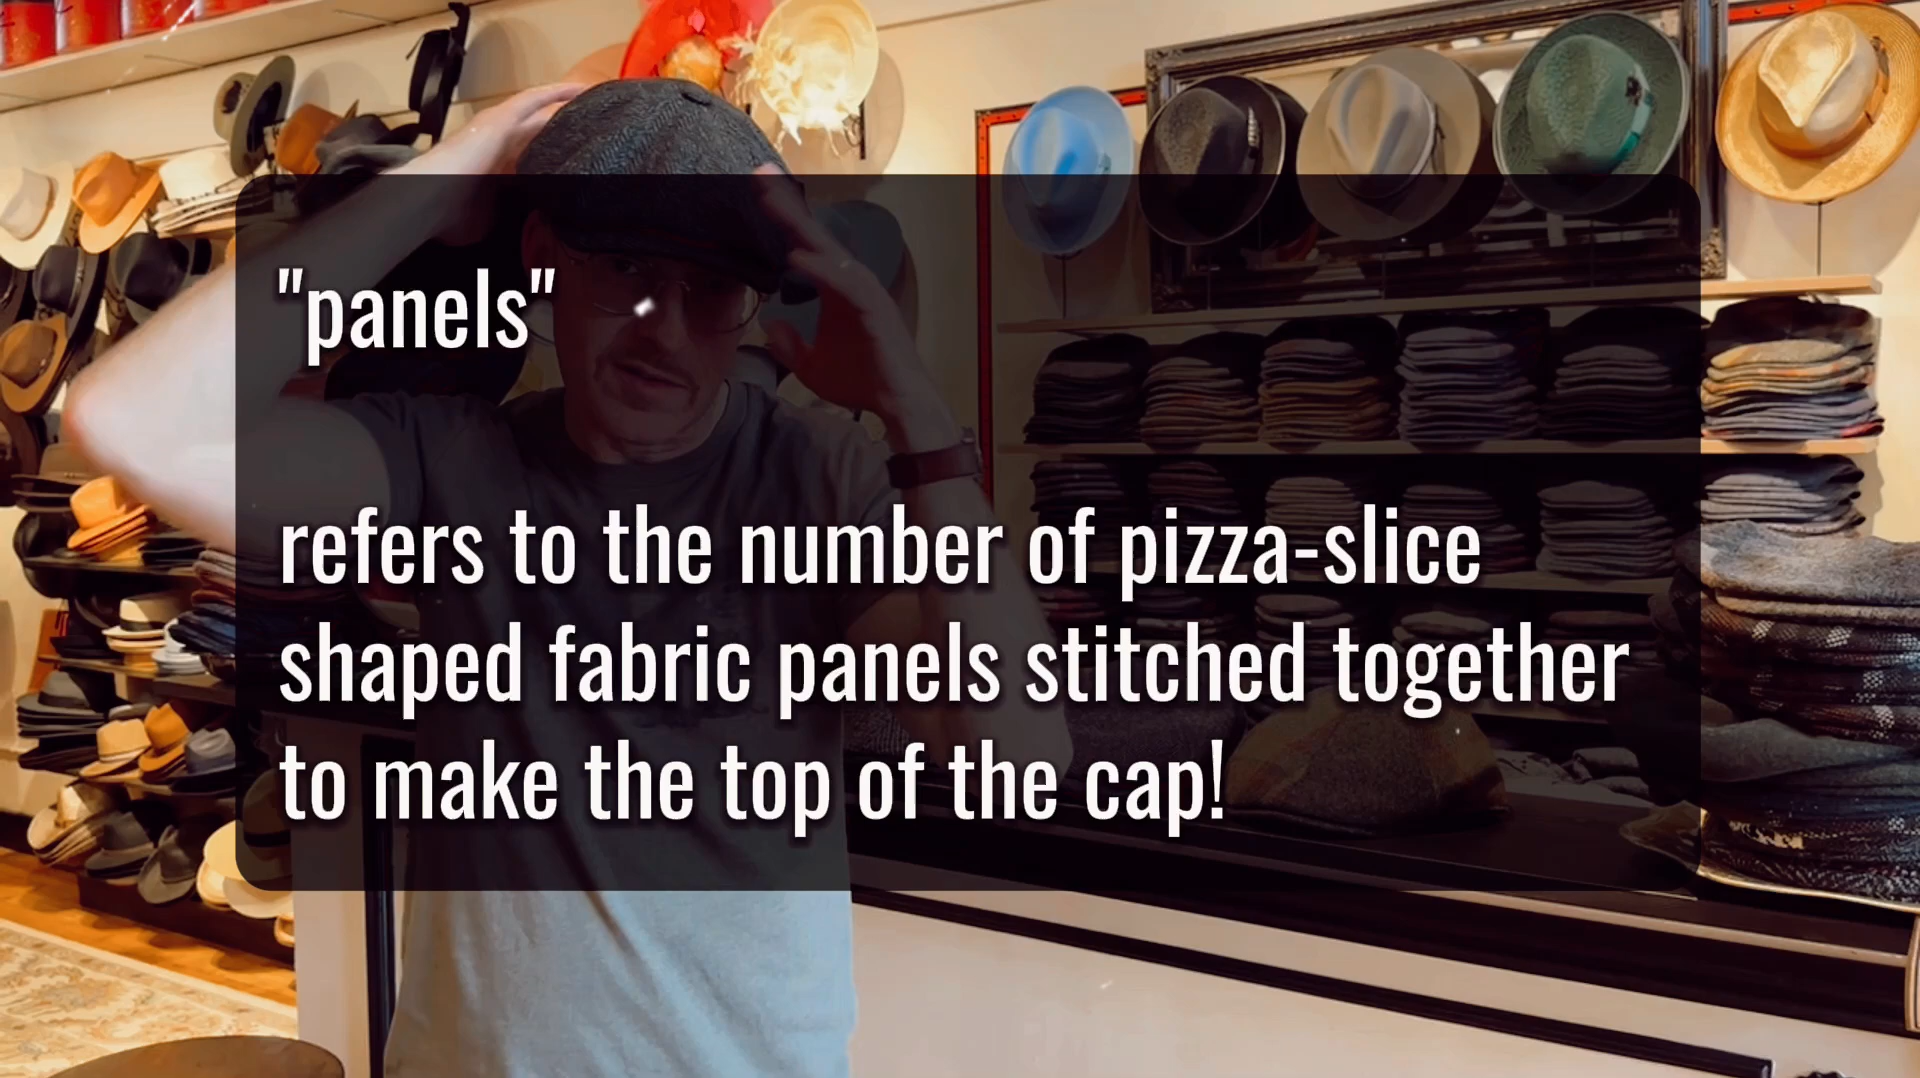 "panels"
refers to the number of pizza-slice
shaped fabric panels stitched together
to make the top of the cap!